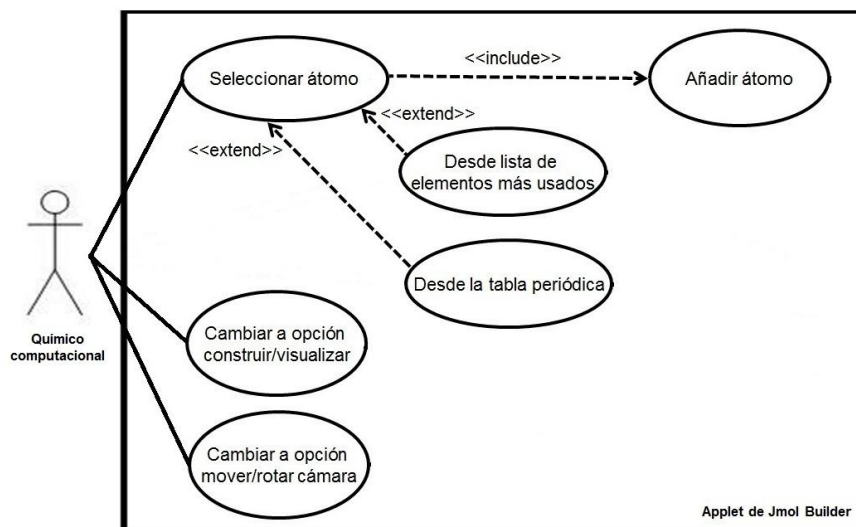 <<include>>
Seleccionar átomo
Añadir átomo
<<extend>>
<<extend>>
Desde lista de
elementos más usados
Desde la tabla periódica
Químico
computacional
Cambiar a opción
construir/visualizar
Cambiar a opción
mover/rotar cámara
Applet de Jmol Builder